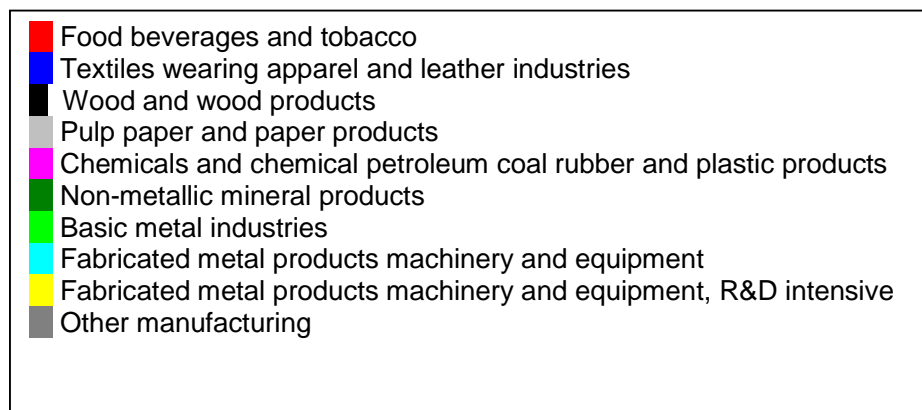 Food beverages and tobacco
Textiles wearing apparel and leather industries
Wood and wood products
Pulp paper and paper products
Chemicals and chemical petroleum coal rubber and plastic products
Non-metallic mineral products
Basic metal industries
Fabricated metal products machinery and equipment
Fabricated metal products machinery and equipment, R&D intensive
Other manufacturing